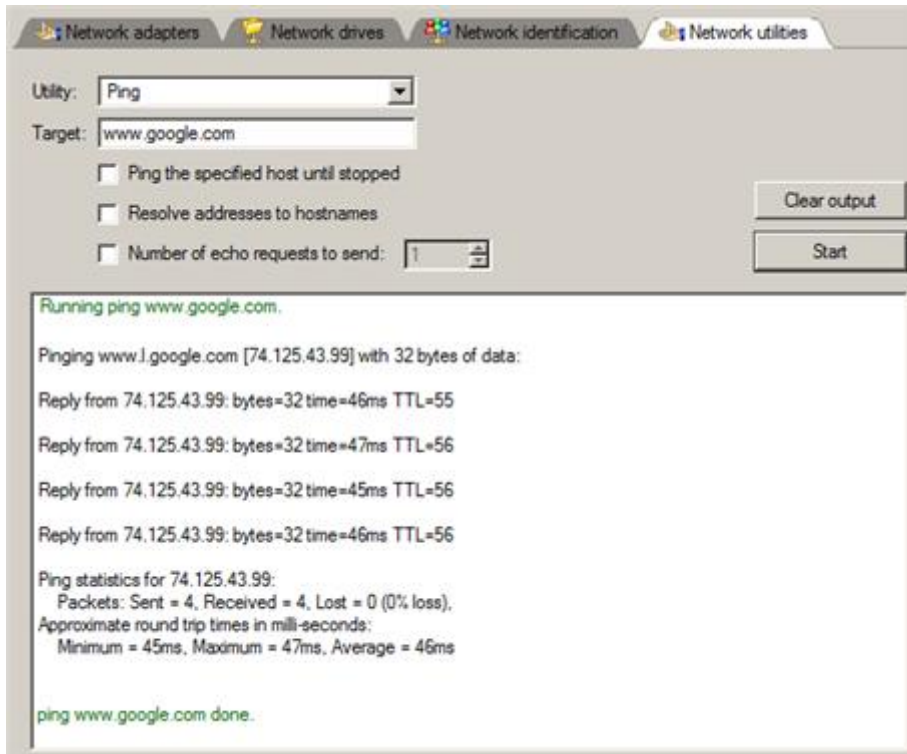 Network adapters Network drives Network identification Network utilities
Utility: Ping
Target: www.google.com
Ping the specified host until stopped
Resolve addresses to hostnames
Clear output
Number of echo requests to send: 1
Start
Running ping www.google.com.
Pinging www.l.google.com [74.125.43.99] with 32 bytes of data:
Reply from 74.125.43.99: bytes=32 time=46ms TTL=55
Reply from 74.125.43.99: bytes=32 time=47ms TTL=56
Reply from 74.125.43.99: bytes=32 time=45ms TTL=56
Reply from 74.125.43.99: bytes=32 time=46ms TTL=56
Ping statistics for 74.125.43.99:
Packets: Sent = 4, Received = 4, Lost = 0 (0% loss),
Approximate round trip times in milli-seconds:
Minimum = 45ms, Maximum = 47ms, Average = 46ms
ping www.google.com done.